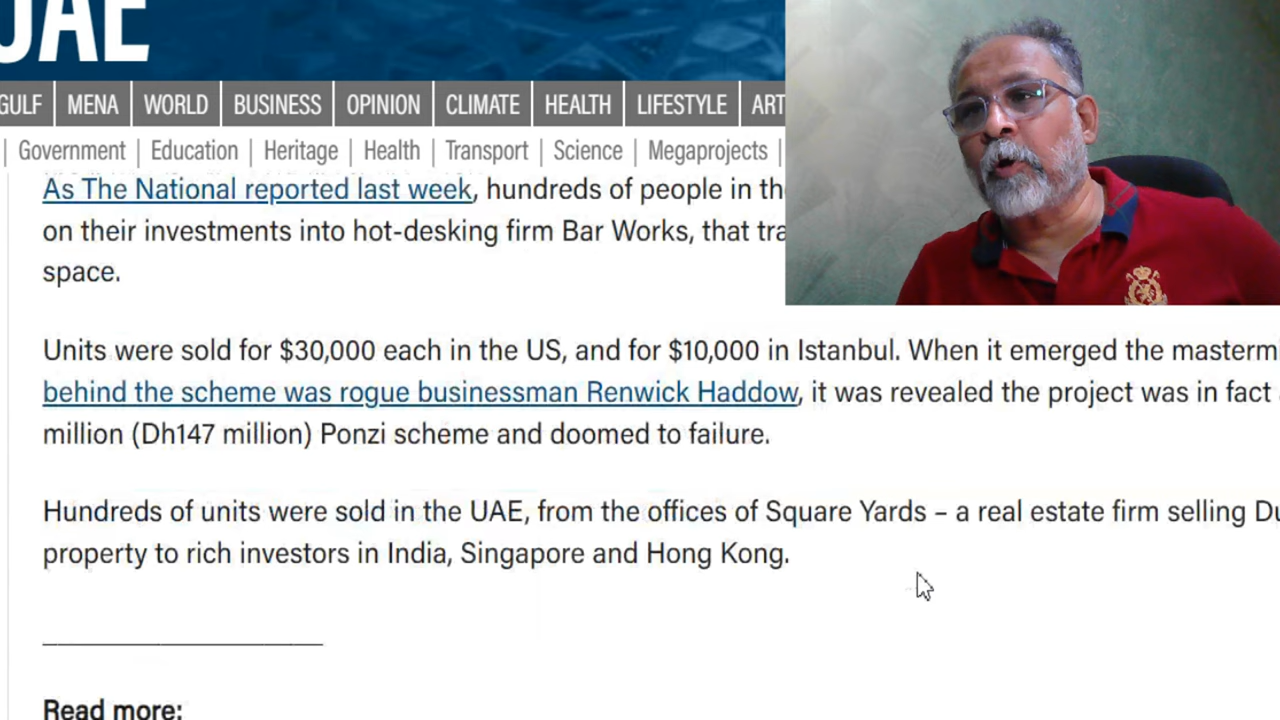 UAE
GULF | MENA | WORLD | BUSINESS | OPINION | CLIMATE | HEALTH | LIFESTYLE | ART
| Government | Education | Heritage | Health | Transport | Science | Megaprojects |
As The National reported last week, hundreds of people in th
on their investments into hot-desking firm Bar Works, that tra
space.
Units were sold for $30,000 each in the US, and for $10,000 in Istanbul. When it emerged the masterm
behind the scheme was rogue businessman Renwick Haddow, it was revealed the project was in fact
million (Dh147 million) Ponzi scheme and doomed to failure.
Hundreds of units were sold in the UAE, from the offices of Square Yards – a real estate firm selling Du
property to rich investors in India, Singapore and Hong Kong.
Read more: